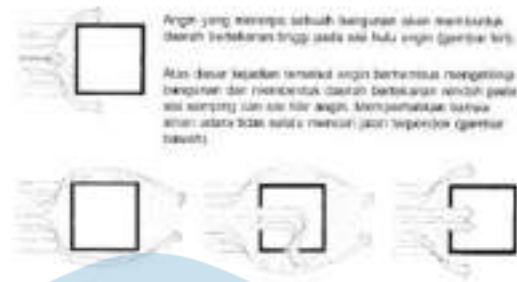 Angin yang menerpa sebuah bangunan akan membentuk
daerah bertekanan tinggi pada sisi hulu angin (gambar kiri).
Atas dasar kejadian tersebut angin berhembus mengelilingi
bangunan dan membentuk daerah bertekanan rendah pada
sisi samping dan sisi hilir angin. Memperhatikan bahwa
aliran udara tidak selalu mencari jalan terpendek (gambar
bawah)